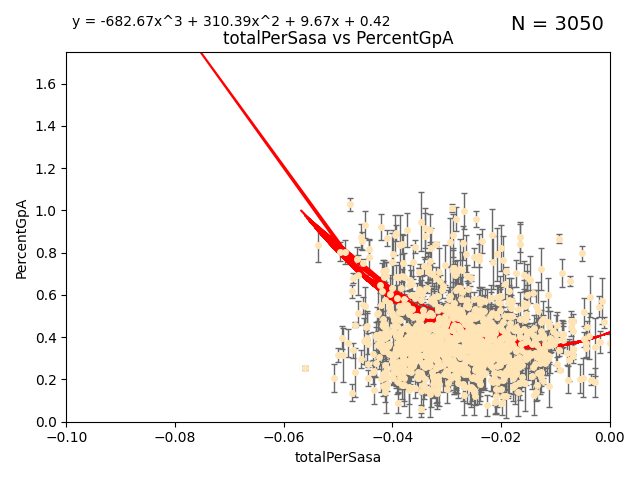 y = -682.67x^3 + 310.39x^2 + 9.67x + 0.42
N = 3050
totalPerSasa vs PercentGpA
PercentGpA
1.6
1.4
1.2
1.0
0.8
0.6
0.4
0.2
0.0
−0.10 −0.08 −0.06 −0.04 −0.02 0.00
totalPerSasa